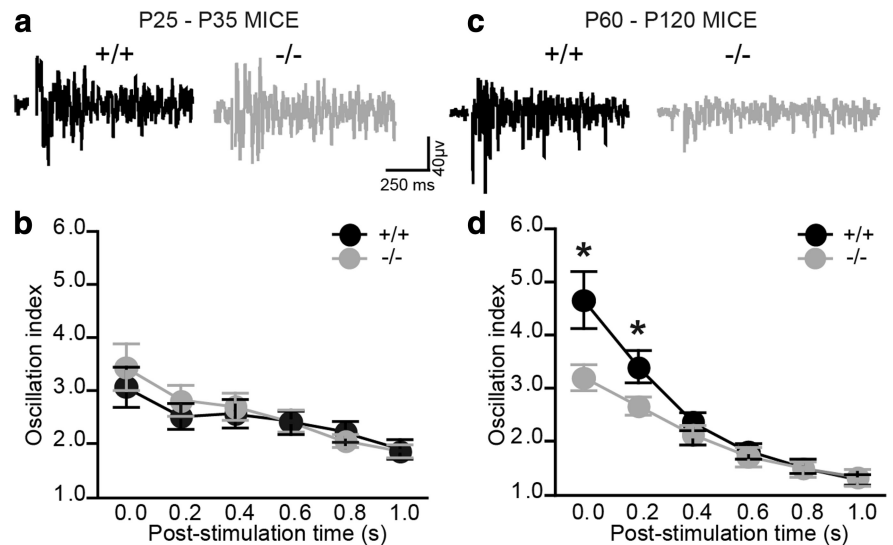 a P25 - P35 MICE
+/+ -/-
c P60 - P120 MICE
+/+ -/-
40μv
250 ms
b
6.0
5.0
4.0
3.0
2.0
1.0
Oscillation index
+/+
-/-
0.0 0.2 0.4 0.6 0.8 1.0
Post-stimulation time (s)
d
6.0
5.0
4.0
3.0
2.0
1.0
Oscillation index
+/+
-/-
*
*
0.0 0.2 0.4 0.6 0.8 1.0
Post-stimulation time (s)